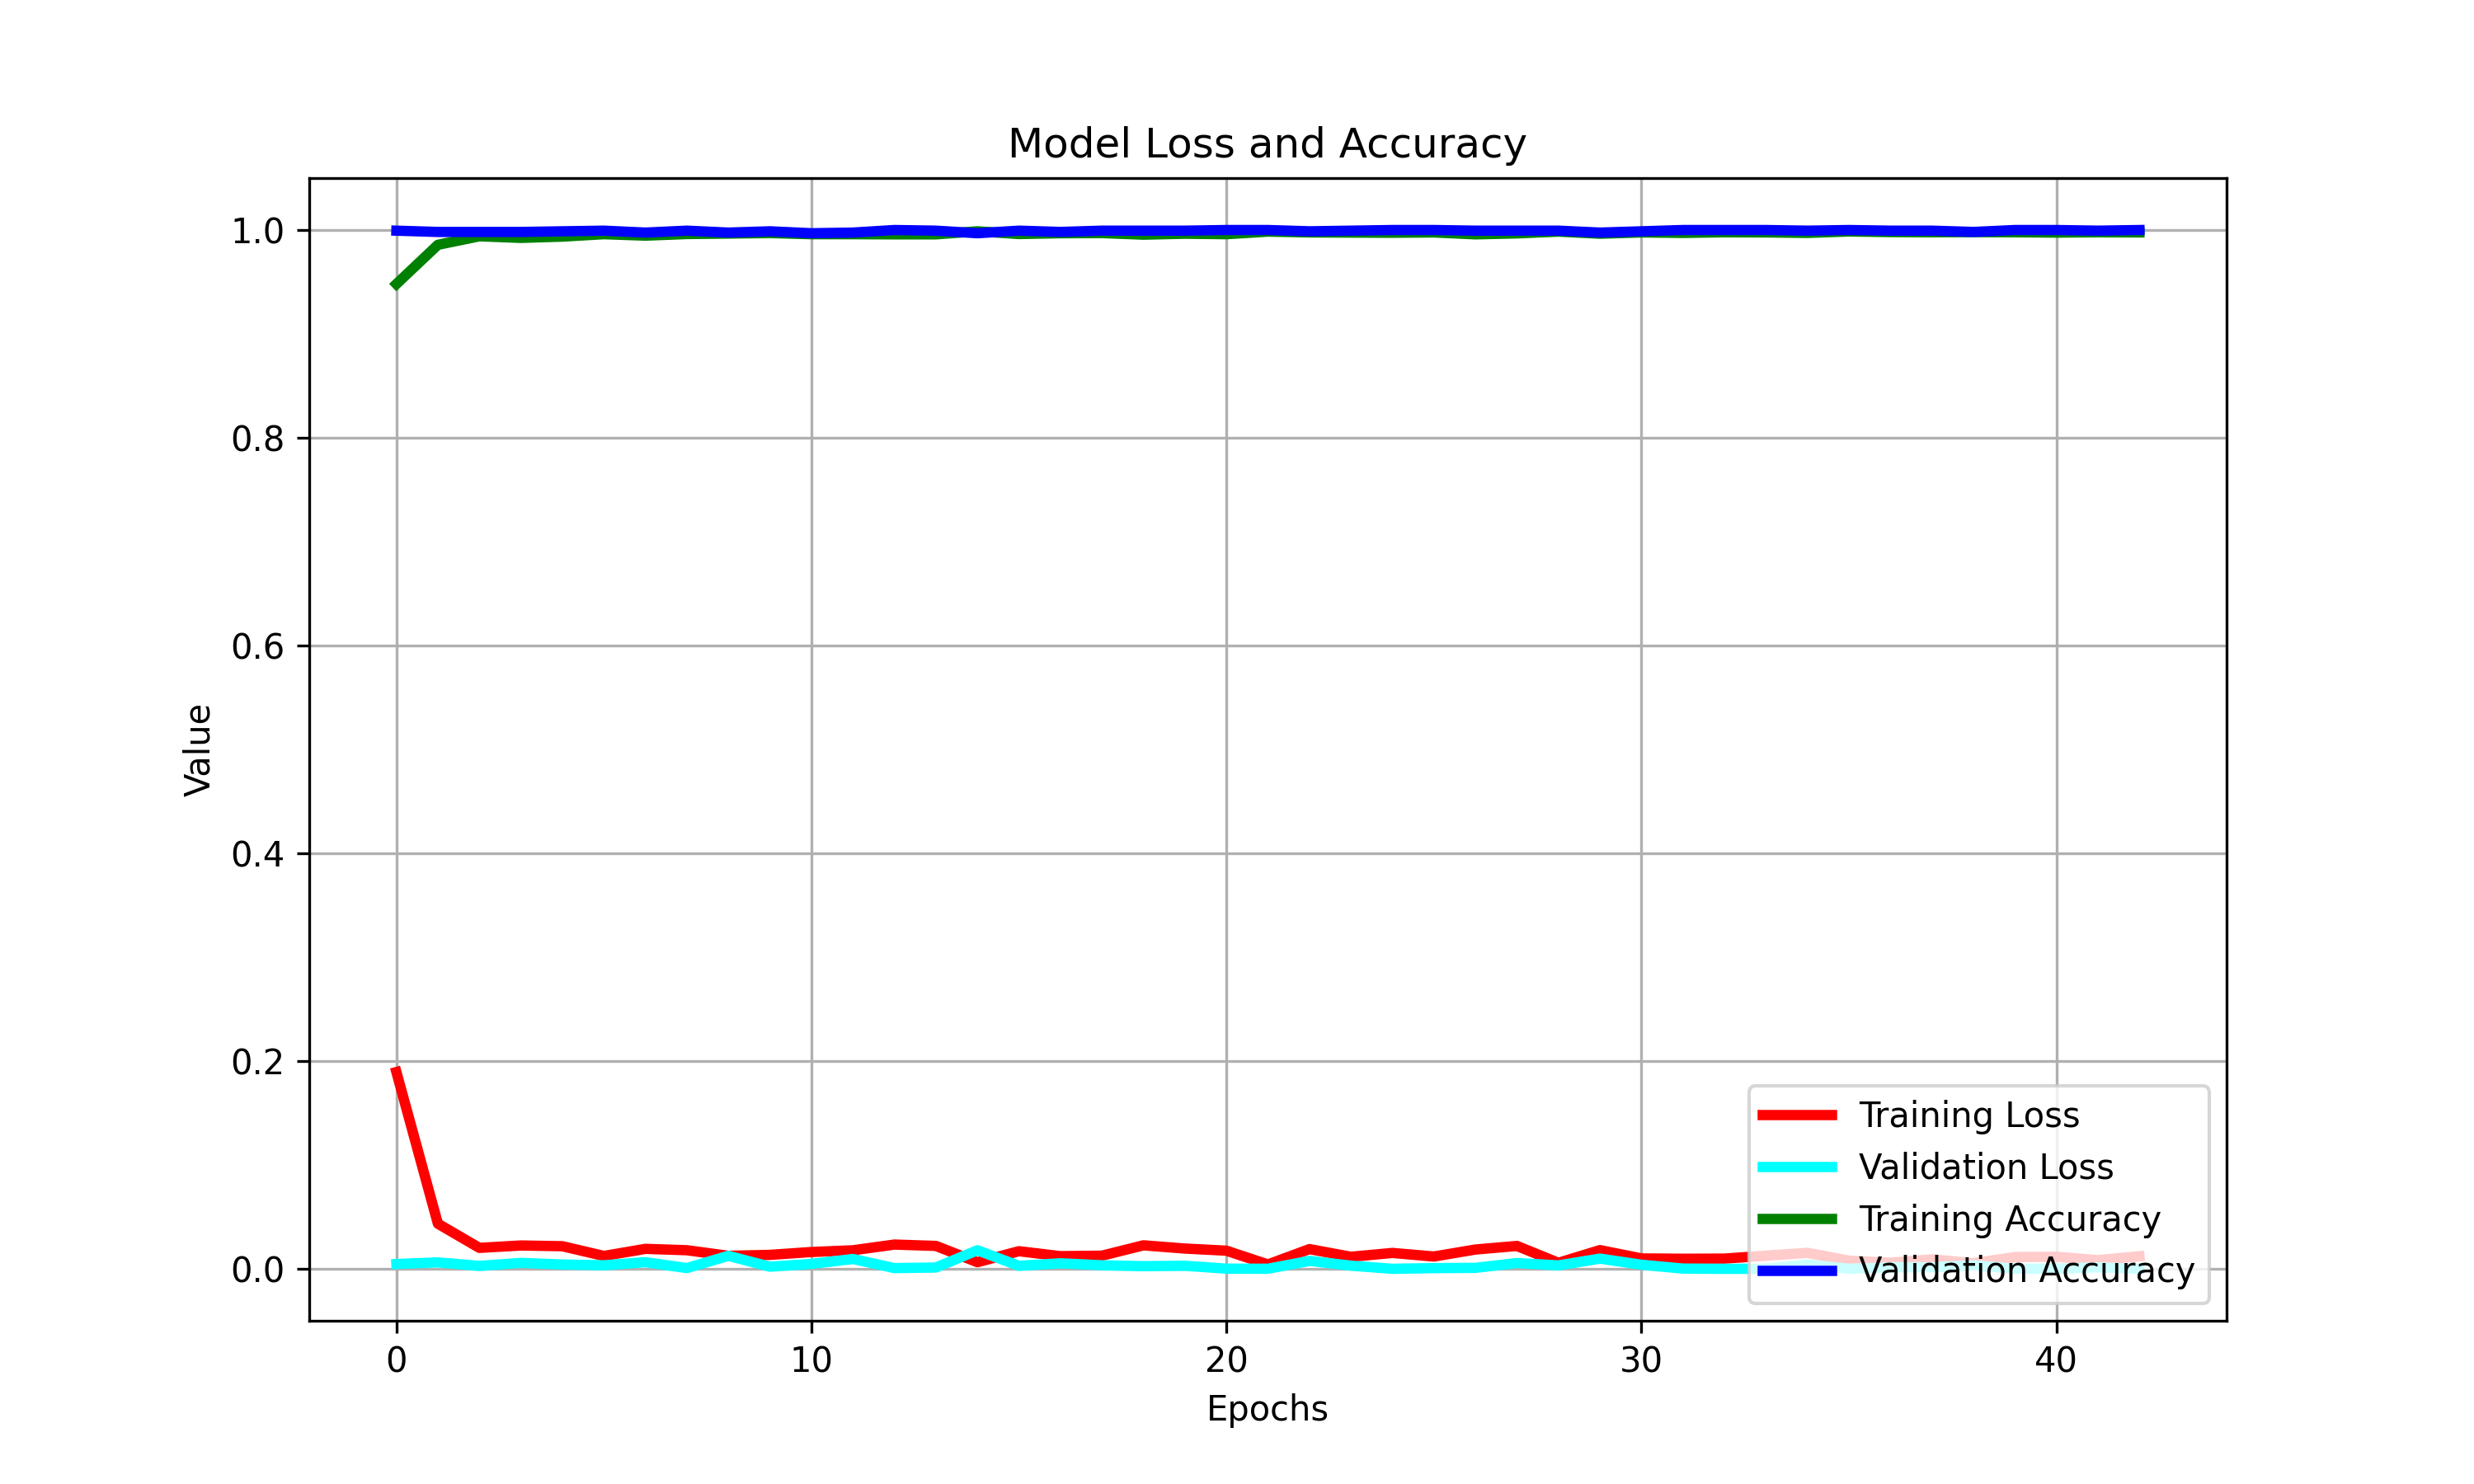 Model Loss and Accuracy
1.0
0.8
0.6
0.4
0.2
0.0
Value
Training Loss
Validation Loss
Training Accuracy
Validation Accuracy
0 10 20 30 40
Epochs